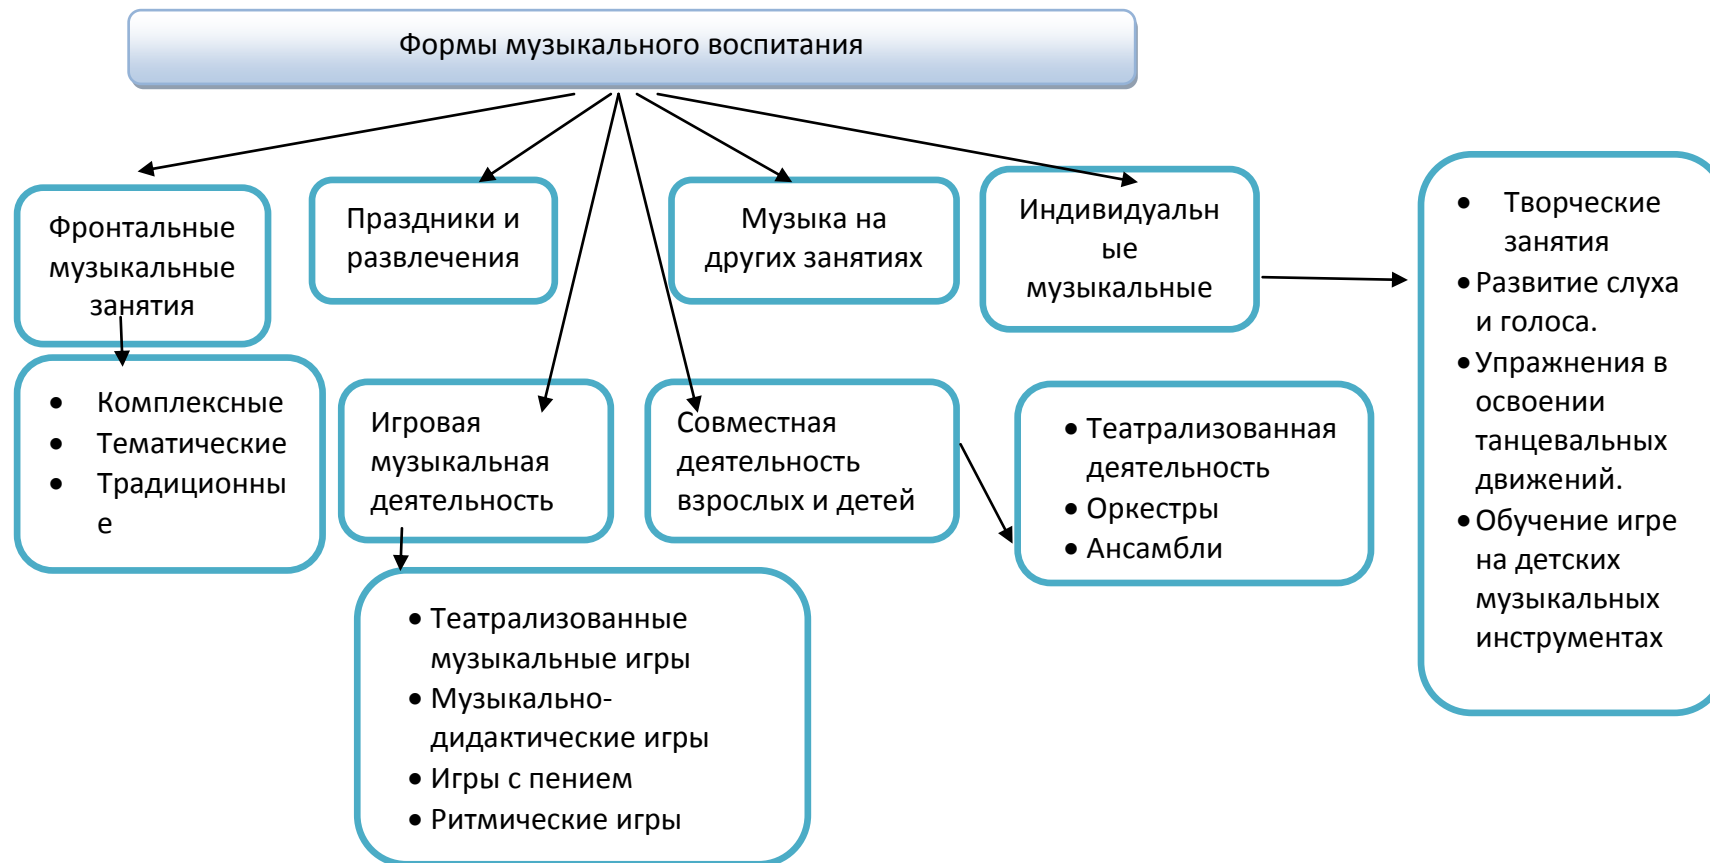 Формы музыкального воспитания
Фронтальные
музыкальные
занятия
Праздники и
развлечения
Музыка на
других занятиях
Индивидуальн
ые
музыкальные
• Творческие
занятия
• Развитие слуха
и голоса.
• Упражнения в
освоении
танцевальных
движений.
• Обучение игре
на детских
музыкальных
инструментах
• Комплексные
• Тематические
• Традиционны
е
Игровая
музыкальная
деятельность
Совместная
деятельность
взрослых и детей
• Театрализованная
деятельность
• Оркестры
• Ансамбли
• Театрализованные
музыкальные игры
• Музыкально-
дидактические игры
• Игры с пением
• Ритмические игры